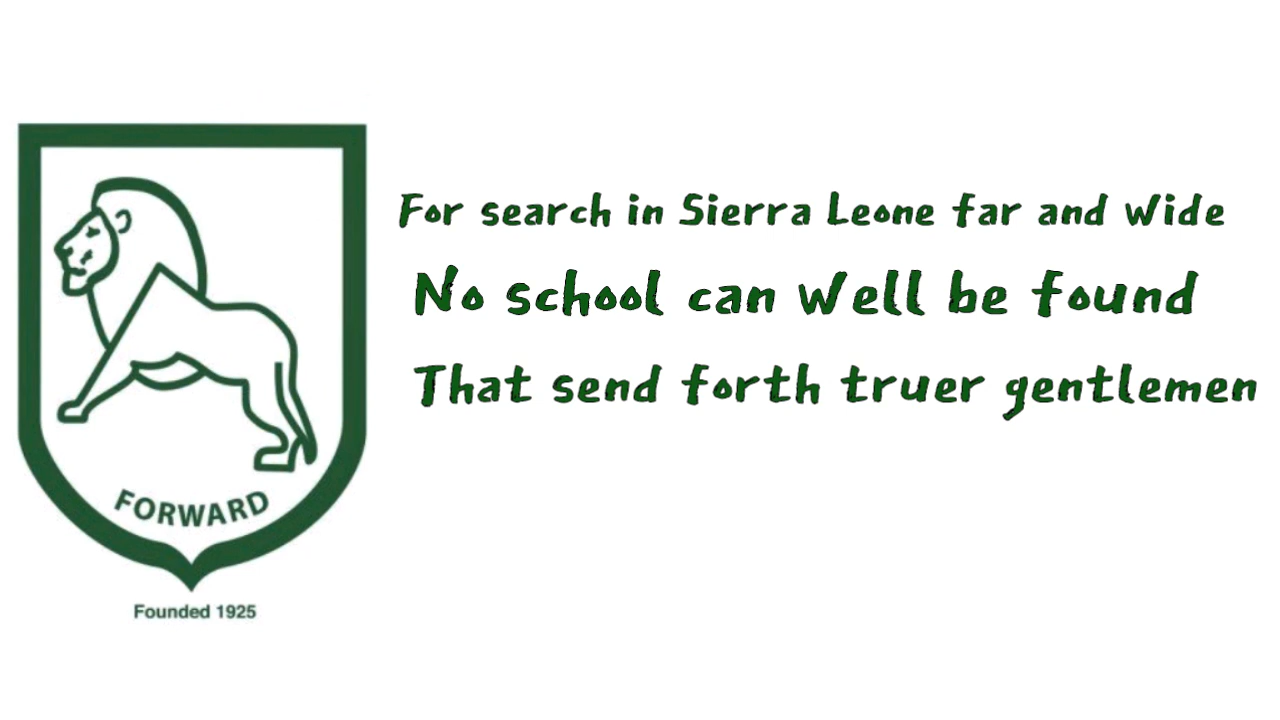 For search in Sierra Leone far and wide
No school can well be found
That send forth truer gentlemen
FORWARD
Founded 1925